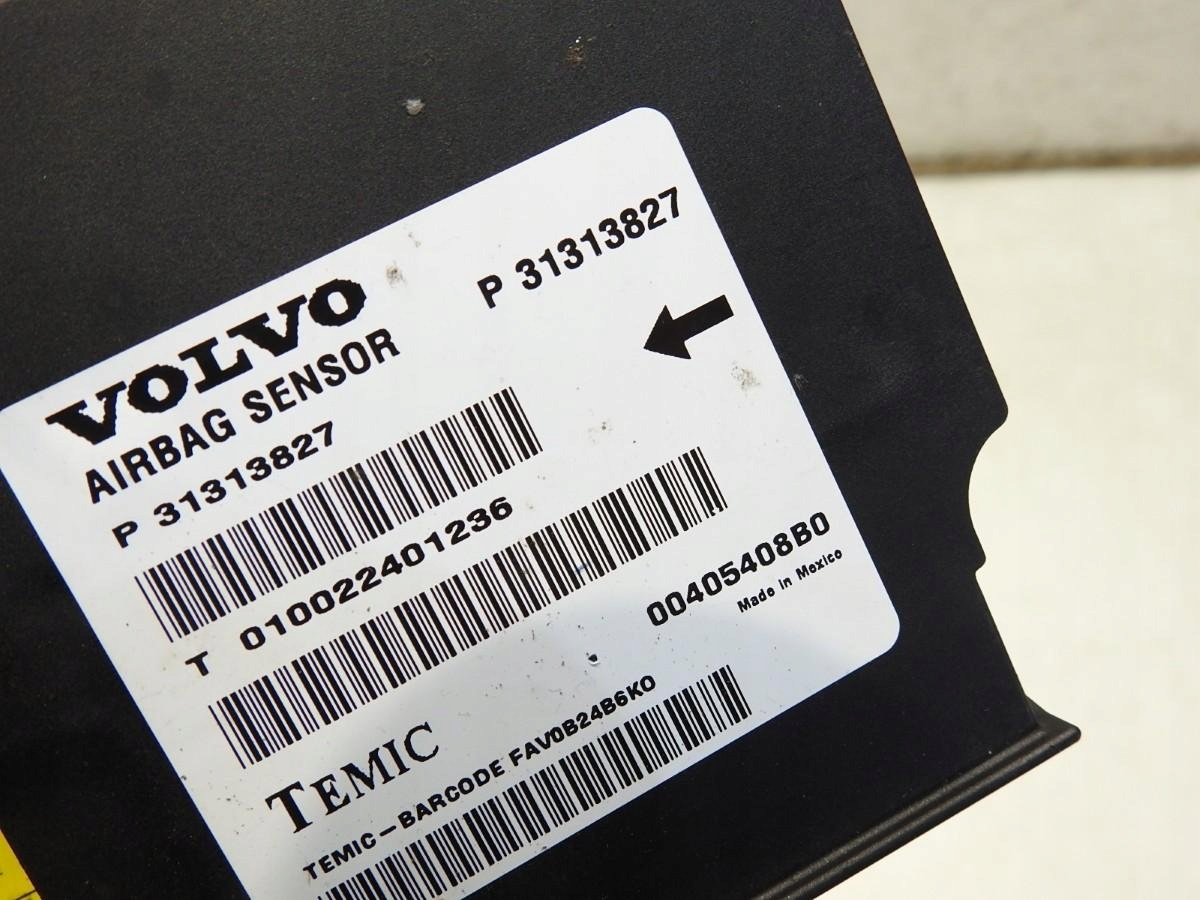 VOLVO
P 31313827
AIRBAG SENSOR
P 31313827
T 010022401236
00405408B0
Made in Mexico
TEMIC
TEMIC-BARCODE FAV0B24B6K0